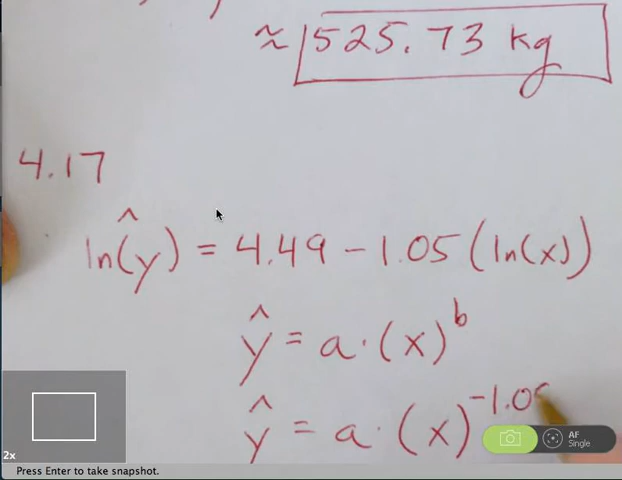 ≈ 525.73 kg
4.17
ln(ŷ) = 4.49 - 1.05 (ln(x))
ŷ = a · (x)^b
ŷ = a · (x)^-1.05
2x
AF
Single
Press Enter to take snapshot.